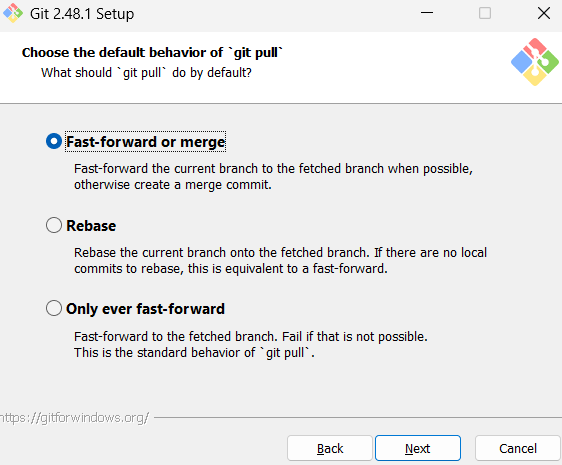 Git 2.48.1 Setup
Choose the default behavior of `git pull`
What should `git pull` do by default?
Fast-forward or merge
Fast-forward the current branch to the fetched branch when possible,
otherwise create a merge commit.
Rebase
Rebase the current branch onto the fetched branch. If there are no local
commits to rebase, this is equivalent to a fast-forward.
Only ever fast-forward
Fast-forward to the fetched branch. Fail if that is not possible.
This is the standard behavior of `git pull`.
https://gitforwindows.org/
Back Next Cancel